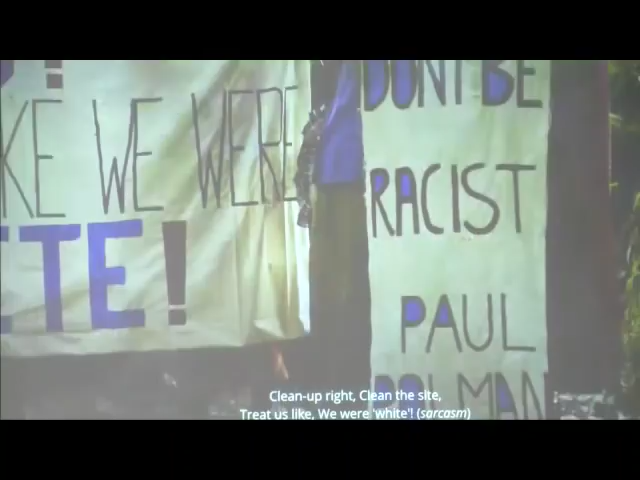 KE WE WERE
TE!
DONT BE
RACIST
PAUL
POLMAN
Clean-up right, Clean the site,
Treat us like, We were 'white'! (sarcasm)